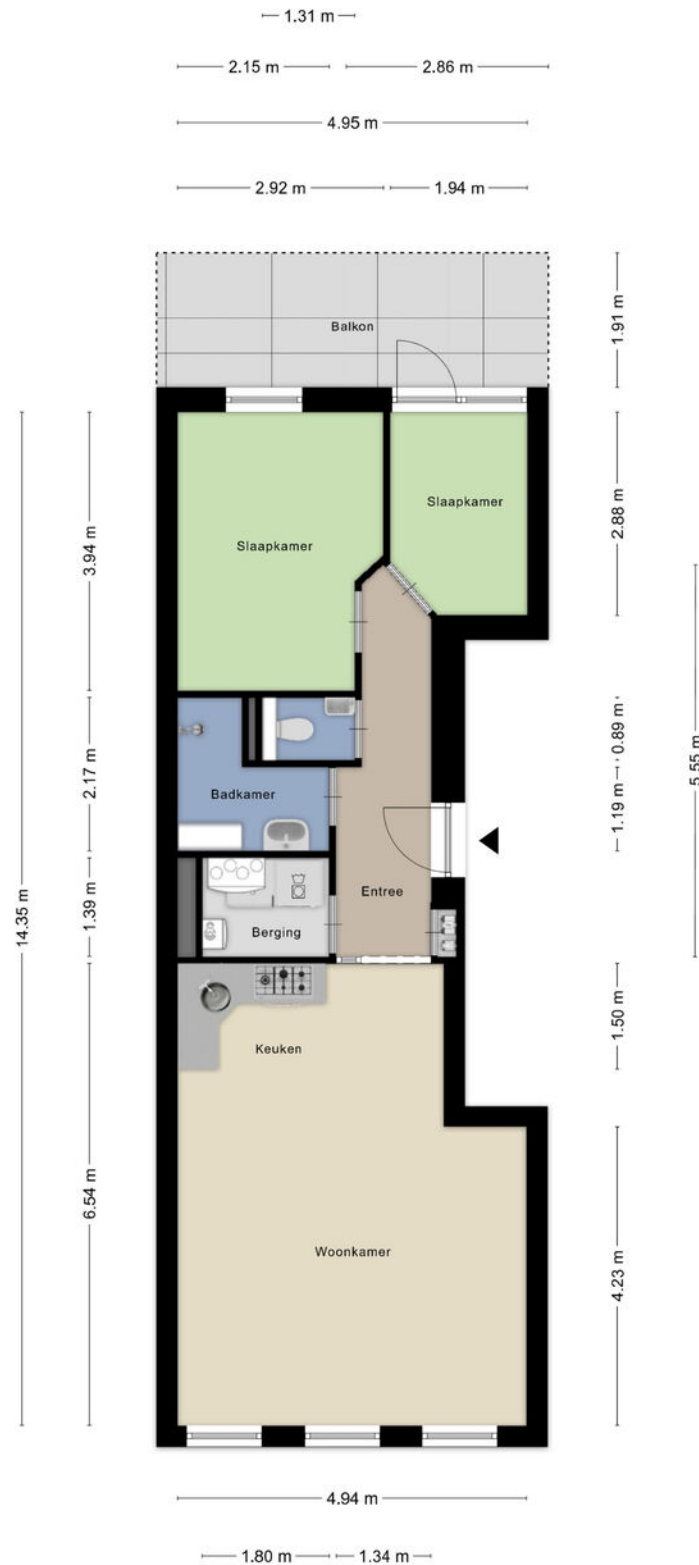 1.31 m
2.15 m
2.86 m
4.95 m
2.92 m
1.94 m
1.91 m
Balkon
Slaapkamer
2.88 m
3.94 m
Slaapkamer
0.89 m
5.55 m
2.17 m
Badkamer
1.19 m
Entree
1.39 m
14.35 m
Berging
1.50 m
Keuken
6.54 m
Woonkamer
4.23 m
4.94 m
1.80 m
1.34 m